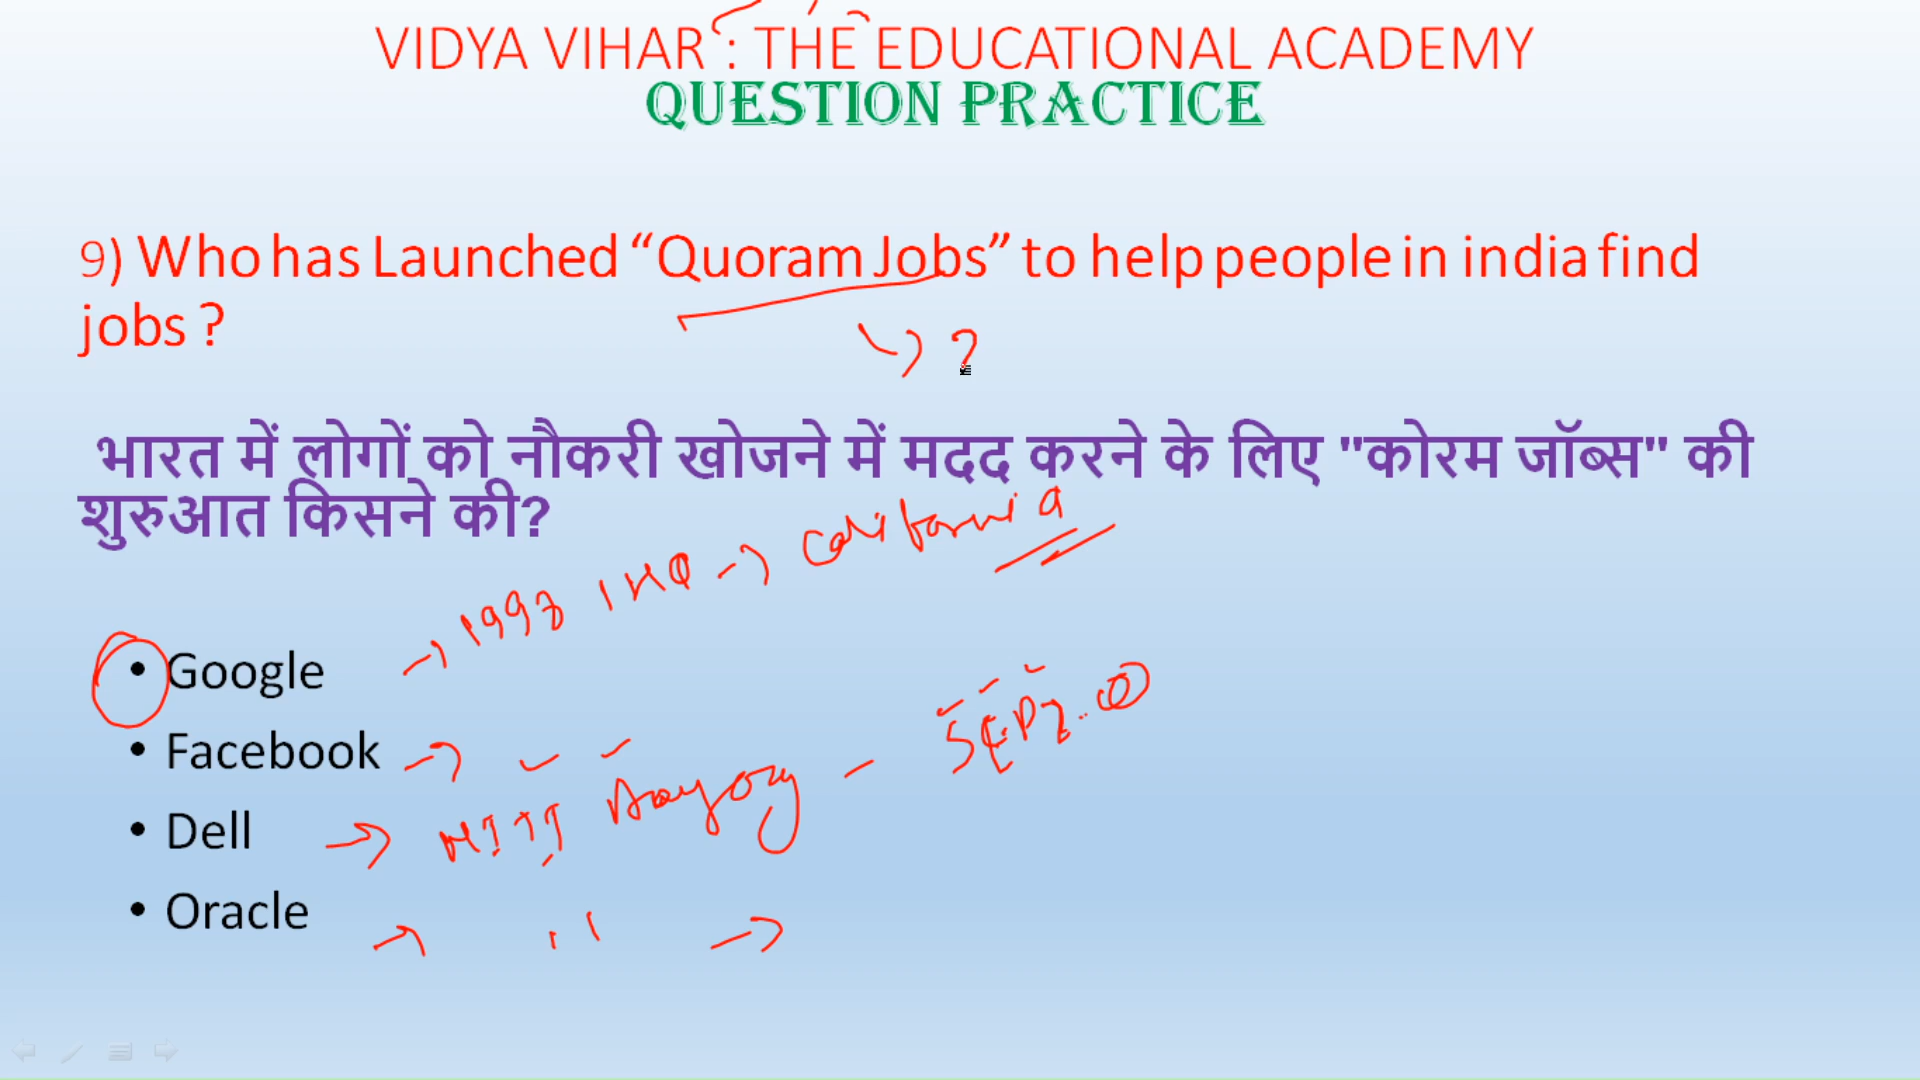 VIDYA VIHAR : THE EDUCATIONAL ACADEMY
QUESTION PRACTICE
9) Who has Launched “Quoram Jobs” to help people in india find
jobs ?
?
भारत में लोगों को नौकरी खोजने में मदद करने के लिए "कोरम जॉब्स" की
शुरुआत किसने की?
1998 | HQ → California
• Google
• Facebook
• Dell
• Oracle